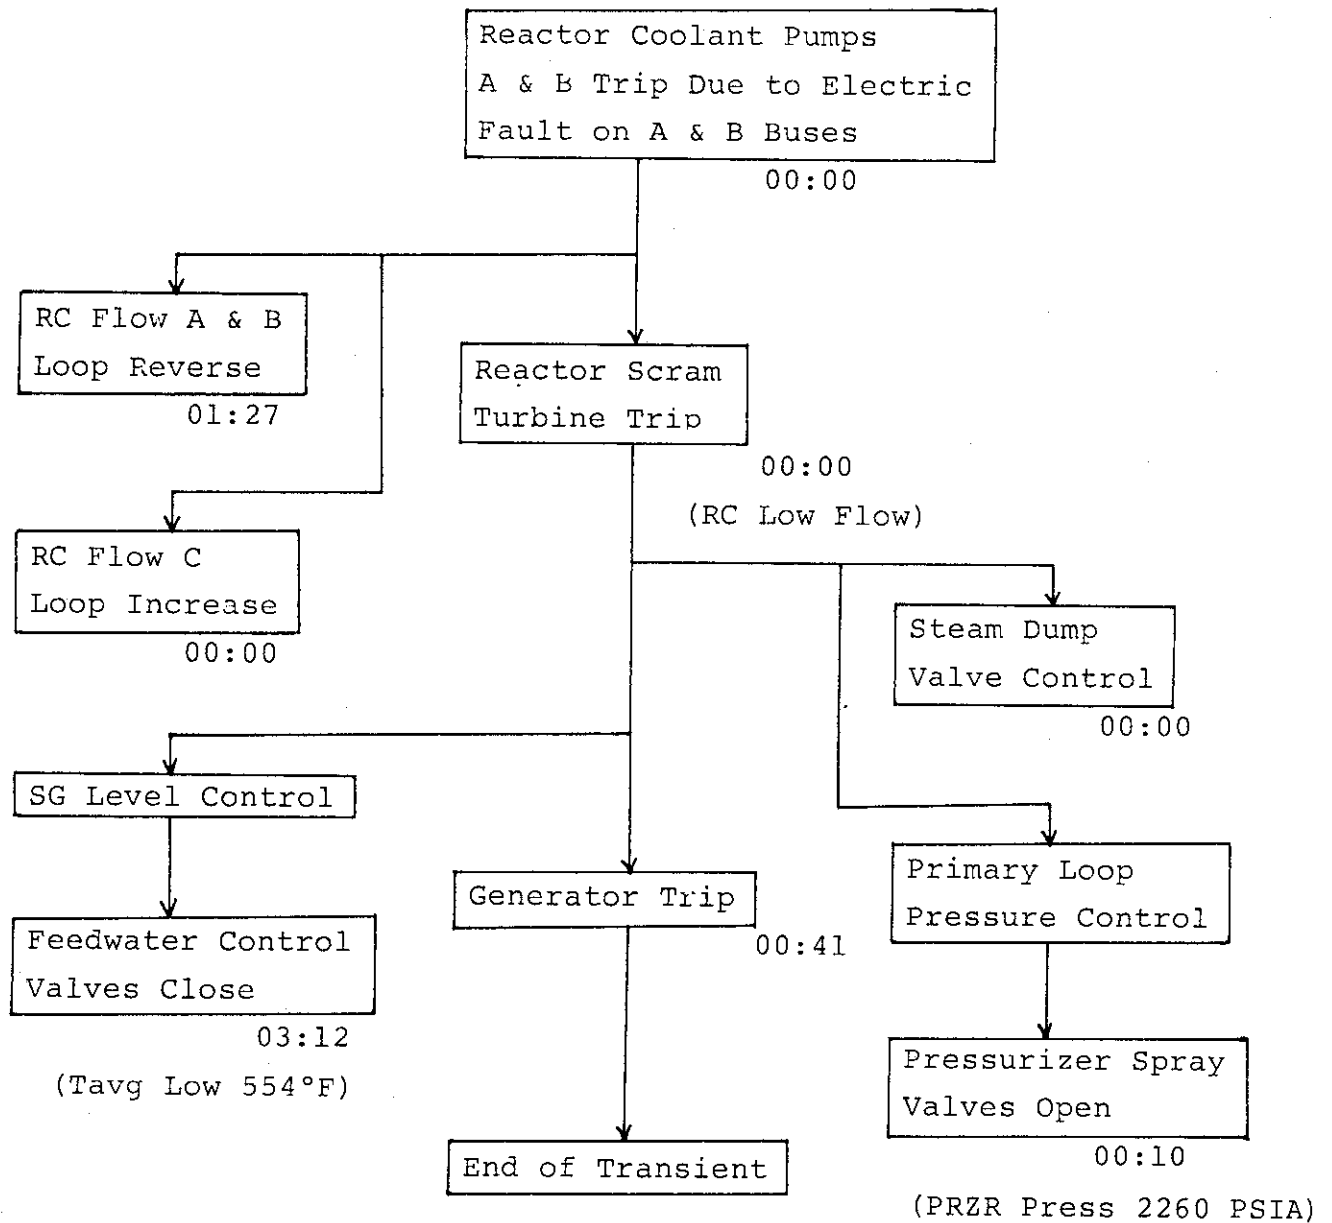 Reactor Coolant Pumps
A & B Trip Due to Electric
Fault on A & B Buses
00:00
RC Flow A & B
Loop Reverse
01:27
Reactor Scram
Turbine Trip
00:00
(RC Low Flow)
RC Flow C
Loop Increase
00:00
Steam Dump
Valve Control
00:00
SG Level Control
Generator Trip
00:41
Primary Loop
Pressure Control
Feedwater Control
Valves Close
03:12
(Tavg Low 554°F)
Pressurizer Spray
Valves Open
00:10
(PRZR Press 2260 PSIA)
End of Transient